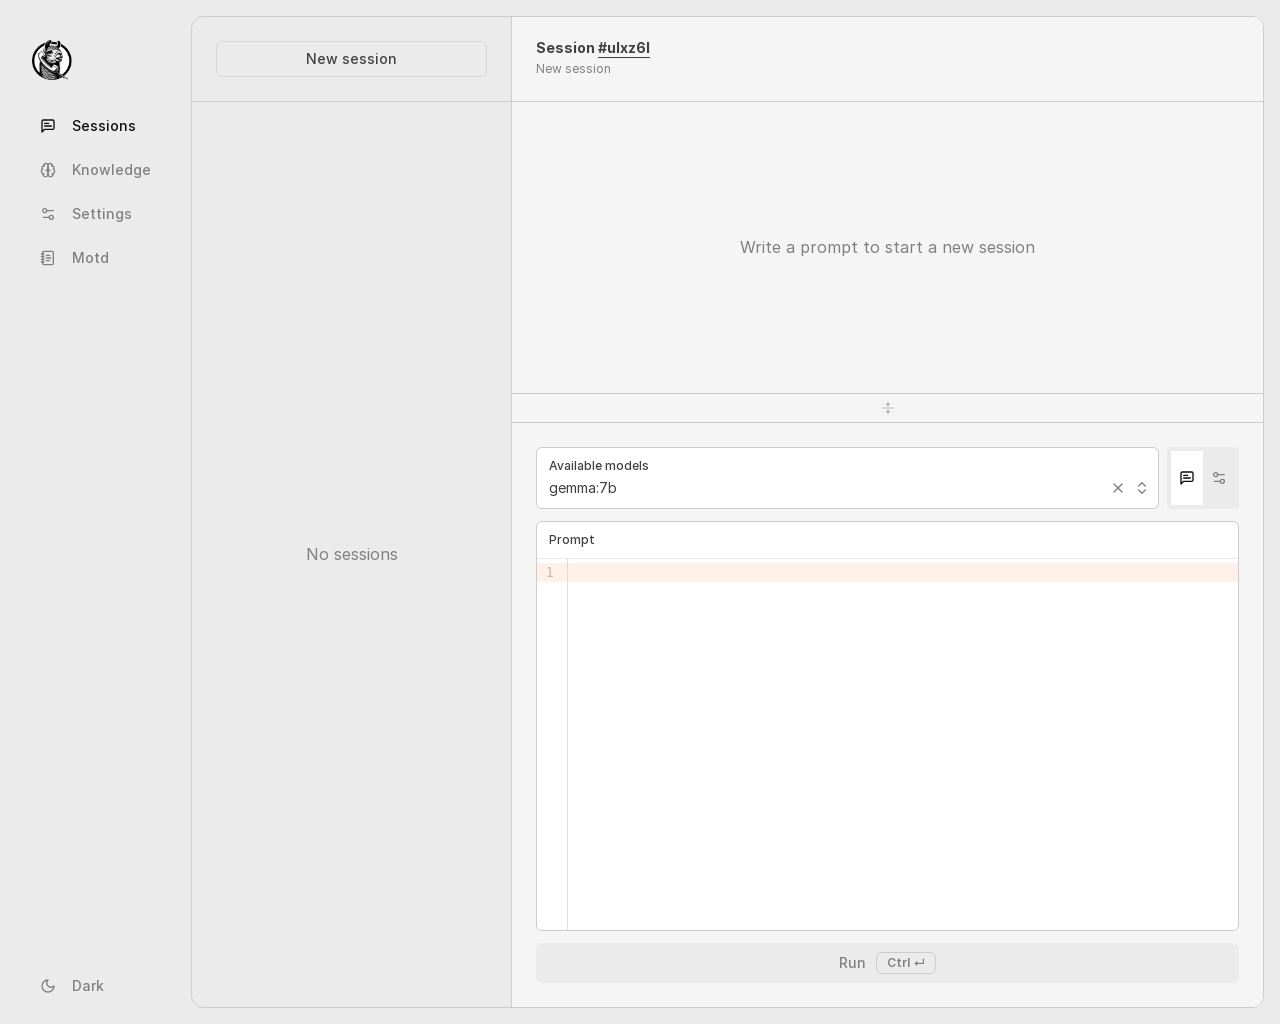 Sessions
Knowledge
Settings
Motd
Dark
New session
No sessions
Session #ulxz6l
New session
Write a prompt to start a new session
Available models
gemma:7b
Prompt
1
Run Ctrl ↵